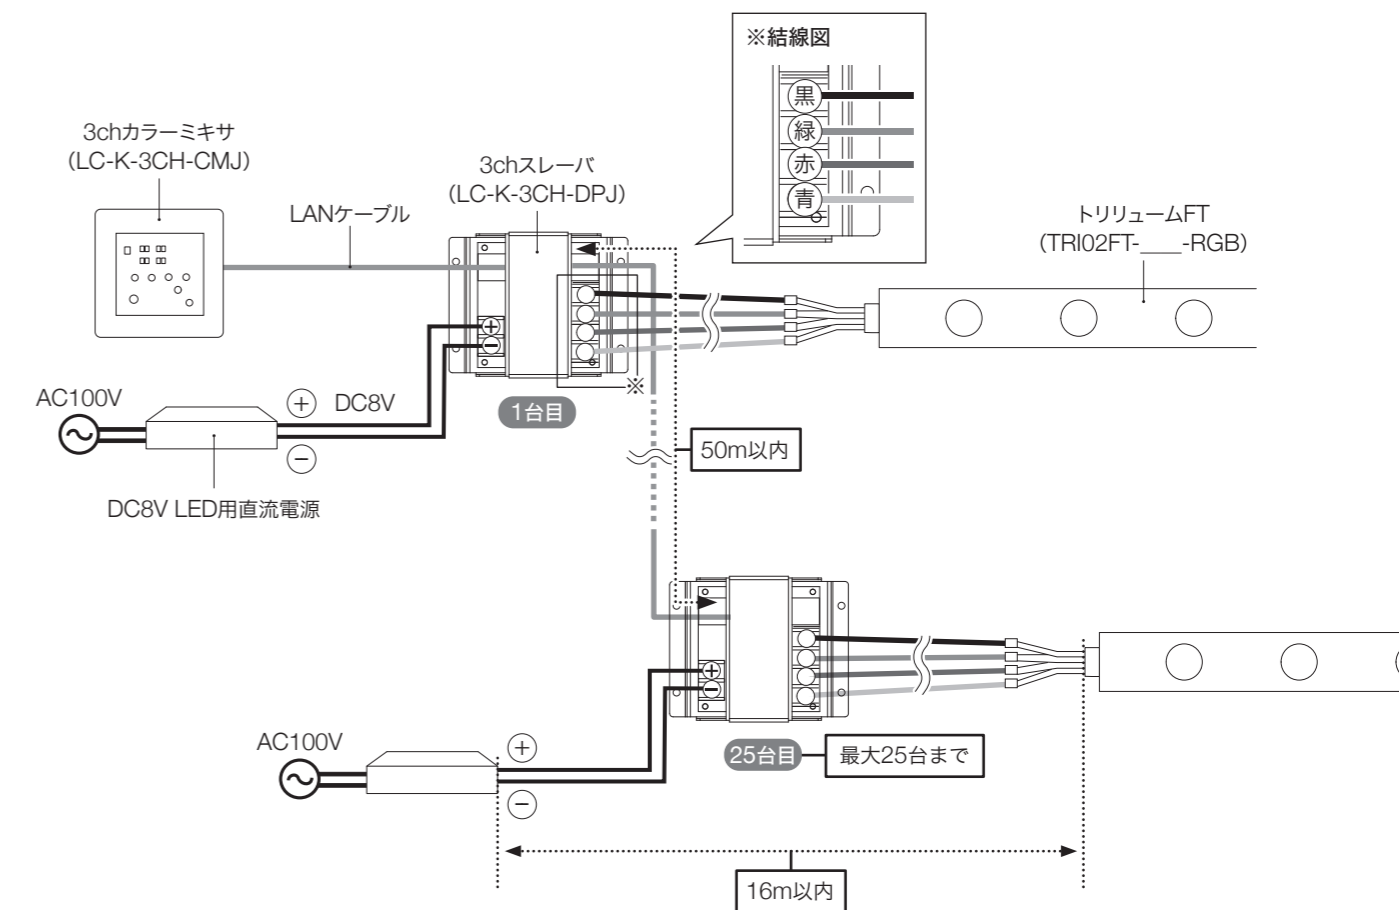 ※結線図
黒
緑
赤
青
3chカラーミキサ
(LC-K-3CH-CMJ)
LANケーブル
3chスレーバ
(LC-K-3CH-DPJ)
トリリュームFT
(TRI02FT-____-RGB)
+
−
※
1台目
AC100V
+ DC8V
−
DC8V LED用直流電源
50m以内
+
−
25台目
最大25台まで
AC100V
+
−
16m以内